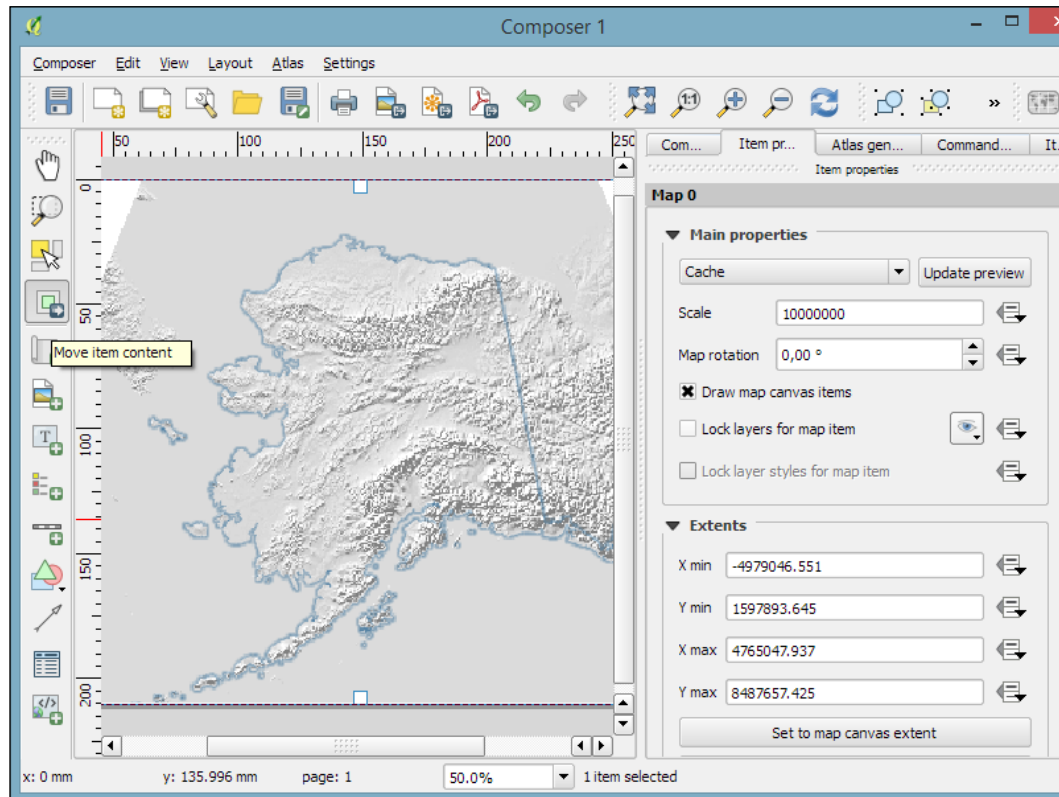 Composer 1
Composer Edit View Layout Atlas Settings
1:1
»
50 100 150 200 250
0
50
100
150
200
Move item content
T
</>
Com... Item pr... Atlas gen... Command... It.
Item properties
Map 0
Main properties
Cache Update preview
Scale 10000000
Map rotation 0,00 °
Draw map canvas items
Lock layers for map item
Lock layer styles for map item
Extents
X min -4979046.551
Y min 1597893.645
X max 4765047.937
Y max 8487657.425
Set to map canvas extent
x: 0 mm y: 135.996 mm page: 1 50.0% 1 item selected